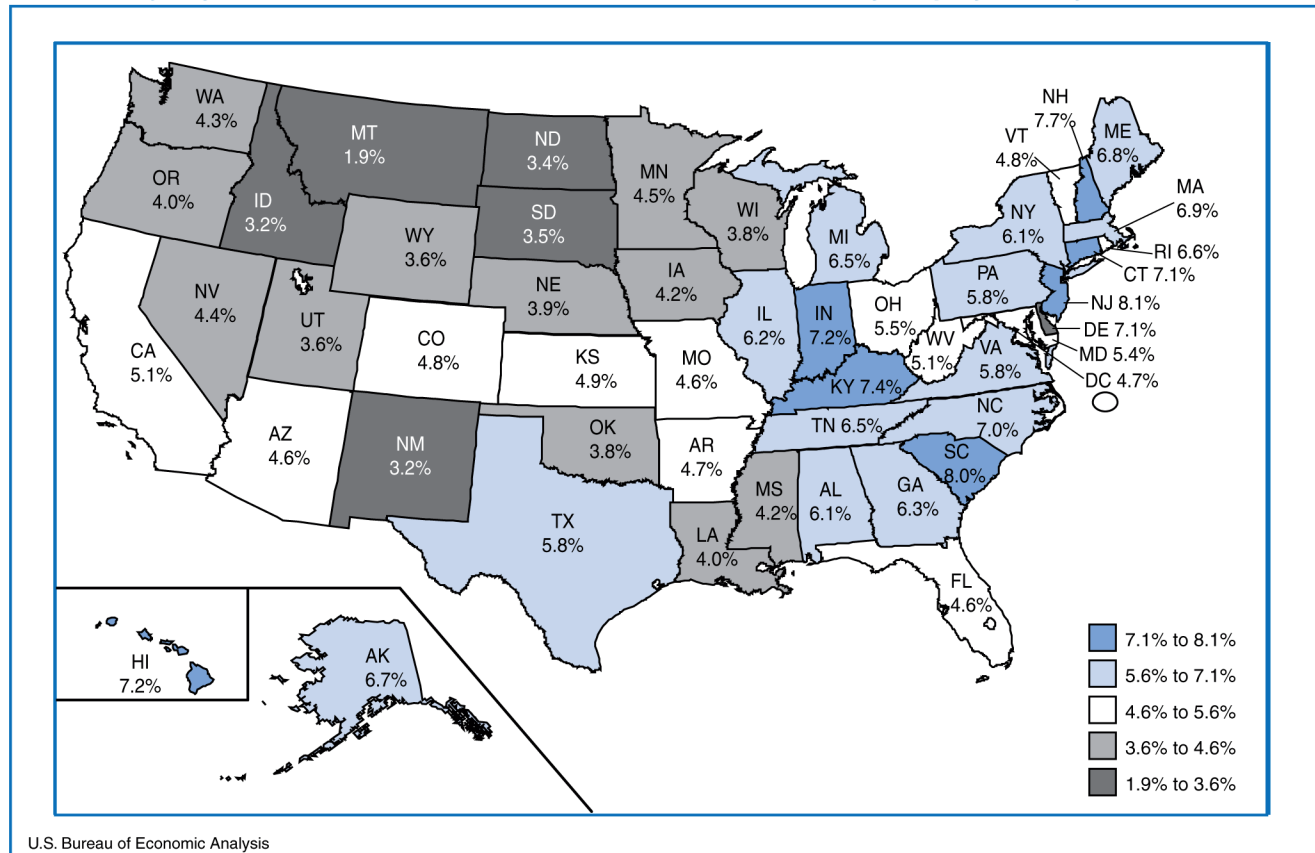 WA
4.3%
MT
1.9%
ND
3.4%
MN
4.5%
NH
7.7%
VT
4.8%
ME
6.8%
OR
4.0%
ID
3.2%
SD
3.5%
WI
3.8%
MI
6.5%
NY
6.1%
MA
6.9%
WY
3.6%
RI 6.6%
CT 7.1%
NV
4.4%
UT
3.6%
NE
3.9%
IA
4.2%
PA
5.8%
NJ 8.1%
IL
6.2%
IN
7.2%
OH
5.5%
DE 7.1%
CA
5.1%
CO
4.8%
KS
4.9%
MO
4.6%
WV
5.1%
VA
5.8%
MD 5.4%
DC 4.7%
KY 7.4%
AZ
4.6%
NM
3.2%
OK
3.8%
AR
4.7%
TN 6.5%
NC
7.0%
SC
8.0%
TX
5.8%
LA
4.0%
MS
4.2%
AL
6.1%
GA
6.3%
FL
4.6%
HI
7.2%
AK
6.7%
7.1% to 8.1%
5.6% to 7.1%
4.6% to 5.6%
3.6% to 4.6%
1.9% to 3.6%
U.S. Bureau of Economic Analysis